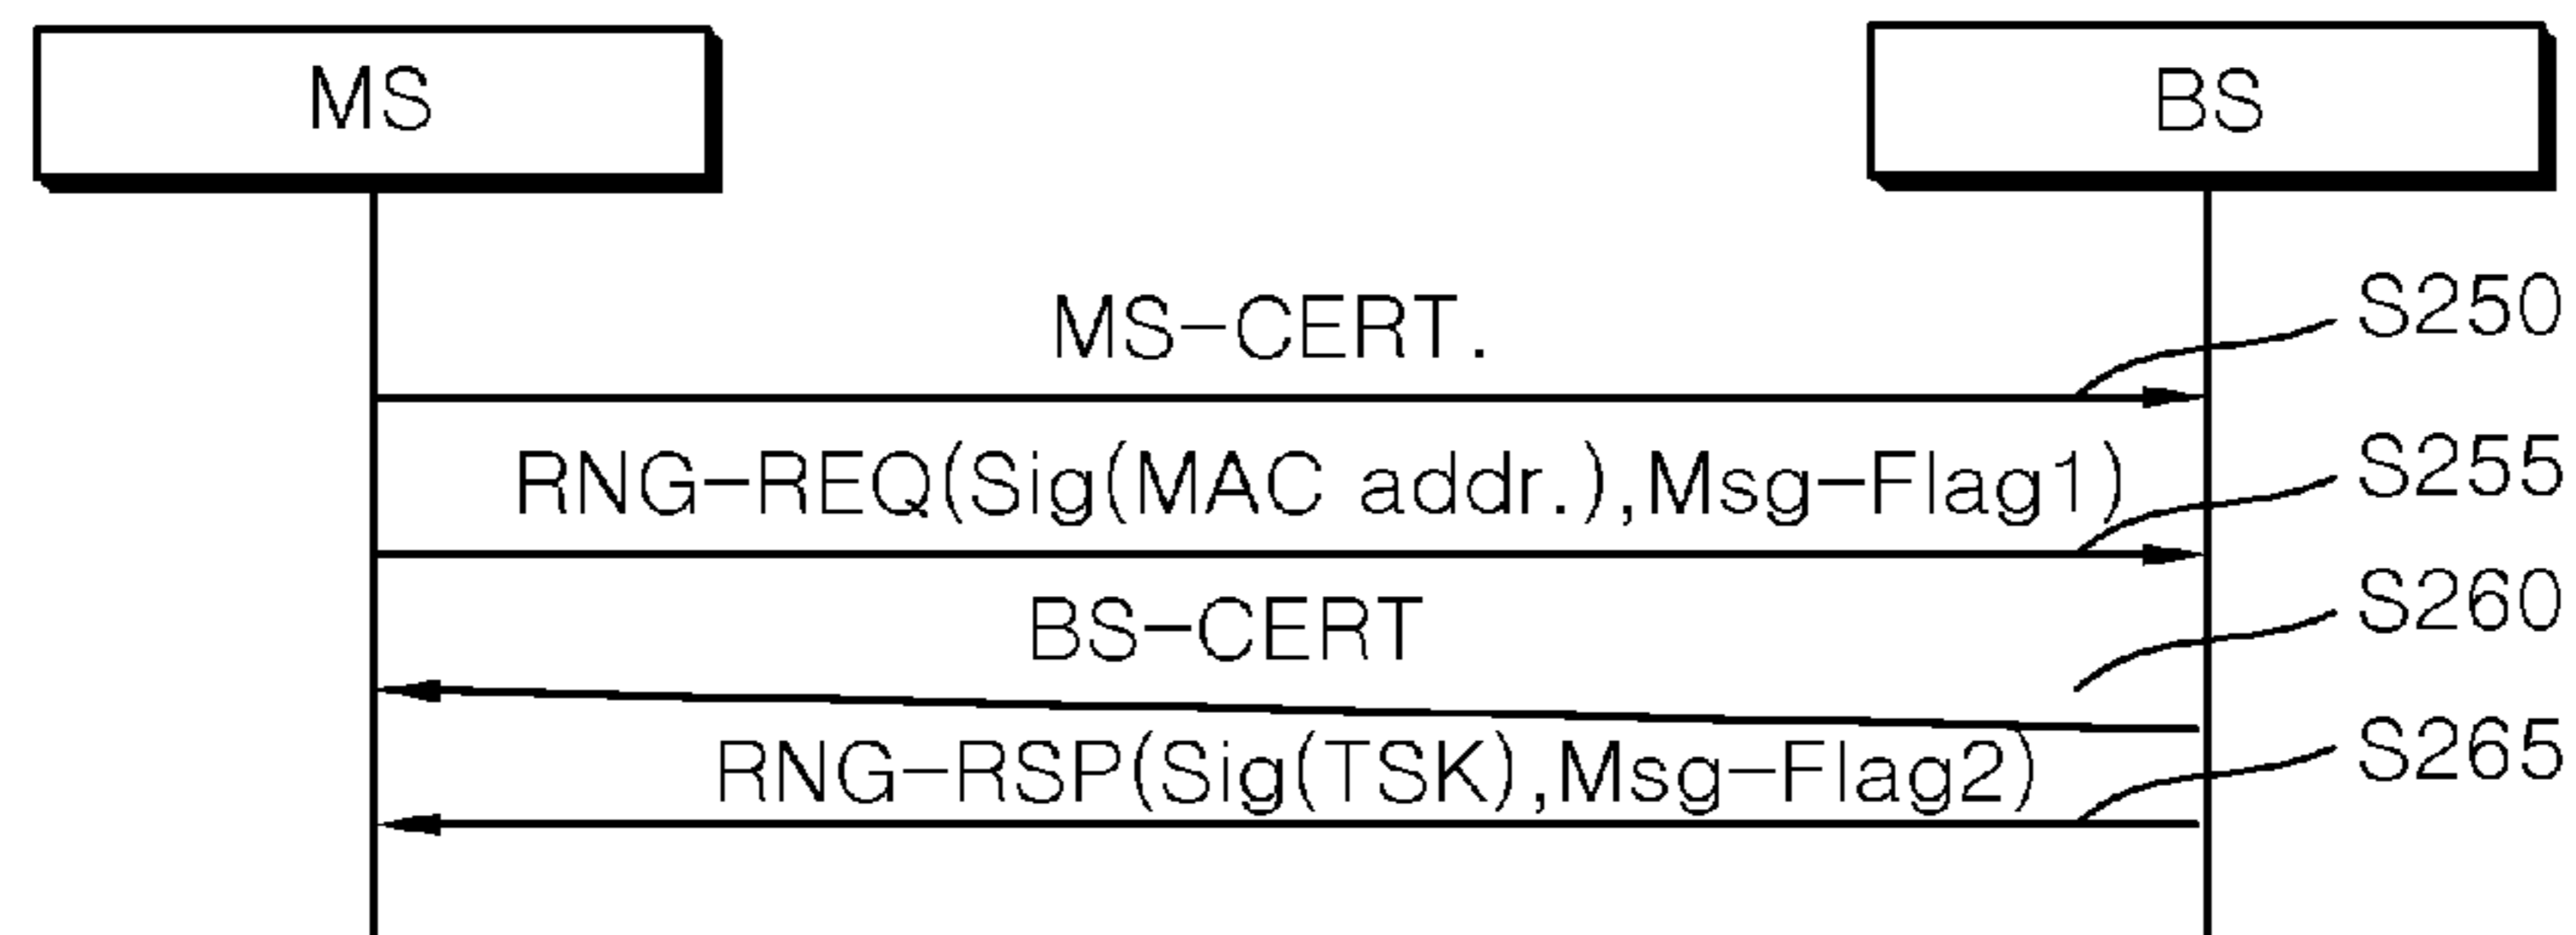 MS
BS
MS-CERT.
S250
RNG-REQ(Sig(MAC addr.),Msg-Flag1)
S255
BS-CERT
S260
RNG-RSP(Sig(TSK),Msg-Flag2)
S265